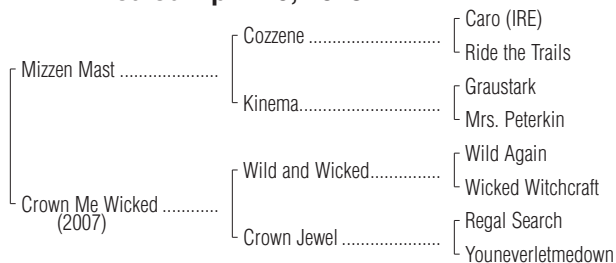 Caro (IRE)
Cozzene ..............................
Ride the Trails
Mizzen Mast ......................
Graustark
Kinema................................
Mrs. Peterkin
Wild Again
Wild and Wicked................
Wicked Witchcraft
Crown Me Wicked ............
(2007)
Regal Search
Crown Jewel ......................
Youneverletmedown